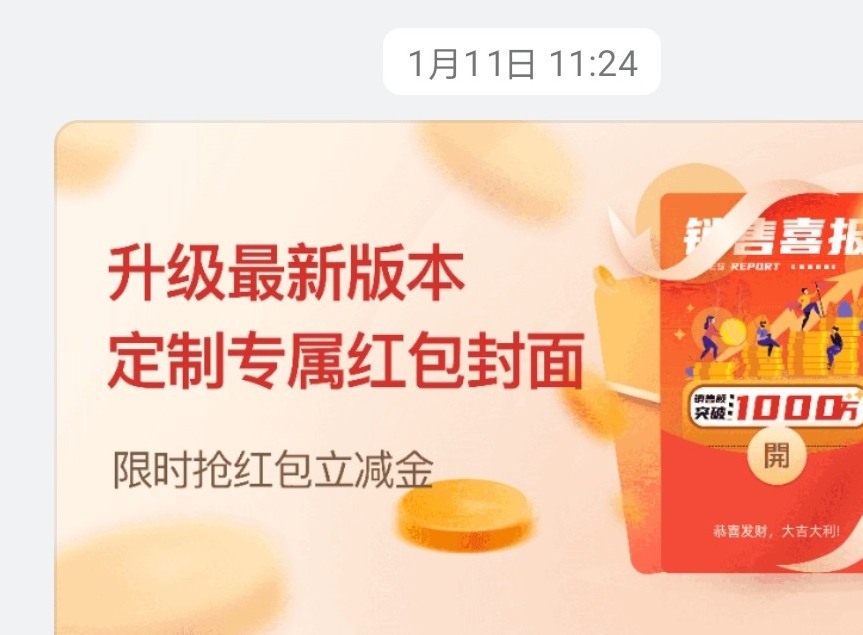 1月11日 11:24
升级最新版本
定制专属红包封面
限时抢红包立减金
销售喜报
REPORT
销售额
突破:1000万
開
恭喜发财，大吉大利!